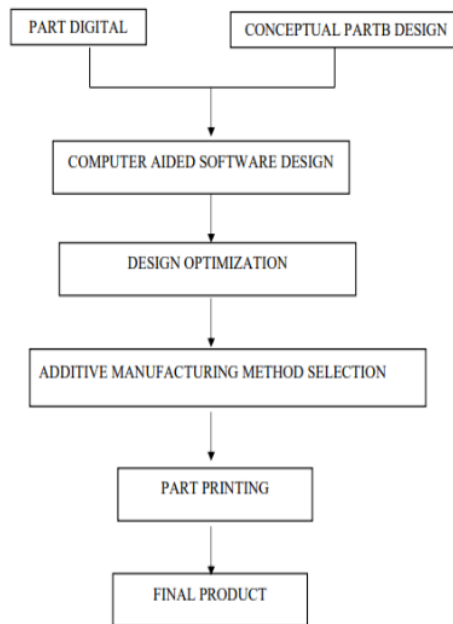 PART DIGITAL
CONCEPTUAL PARTB DESIGN
COMPUTER AIDED SOFTWARE DESIGN
DESIGN OPTIMIZATION
ADDITIVE MANUFACTURING METHOD SELECTION
PART PRINTING
FINAL PRODUCT